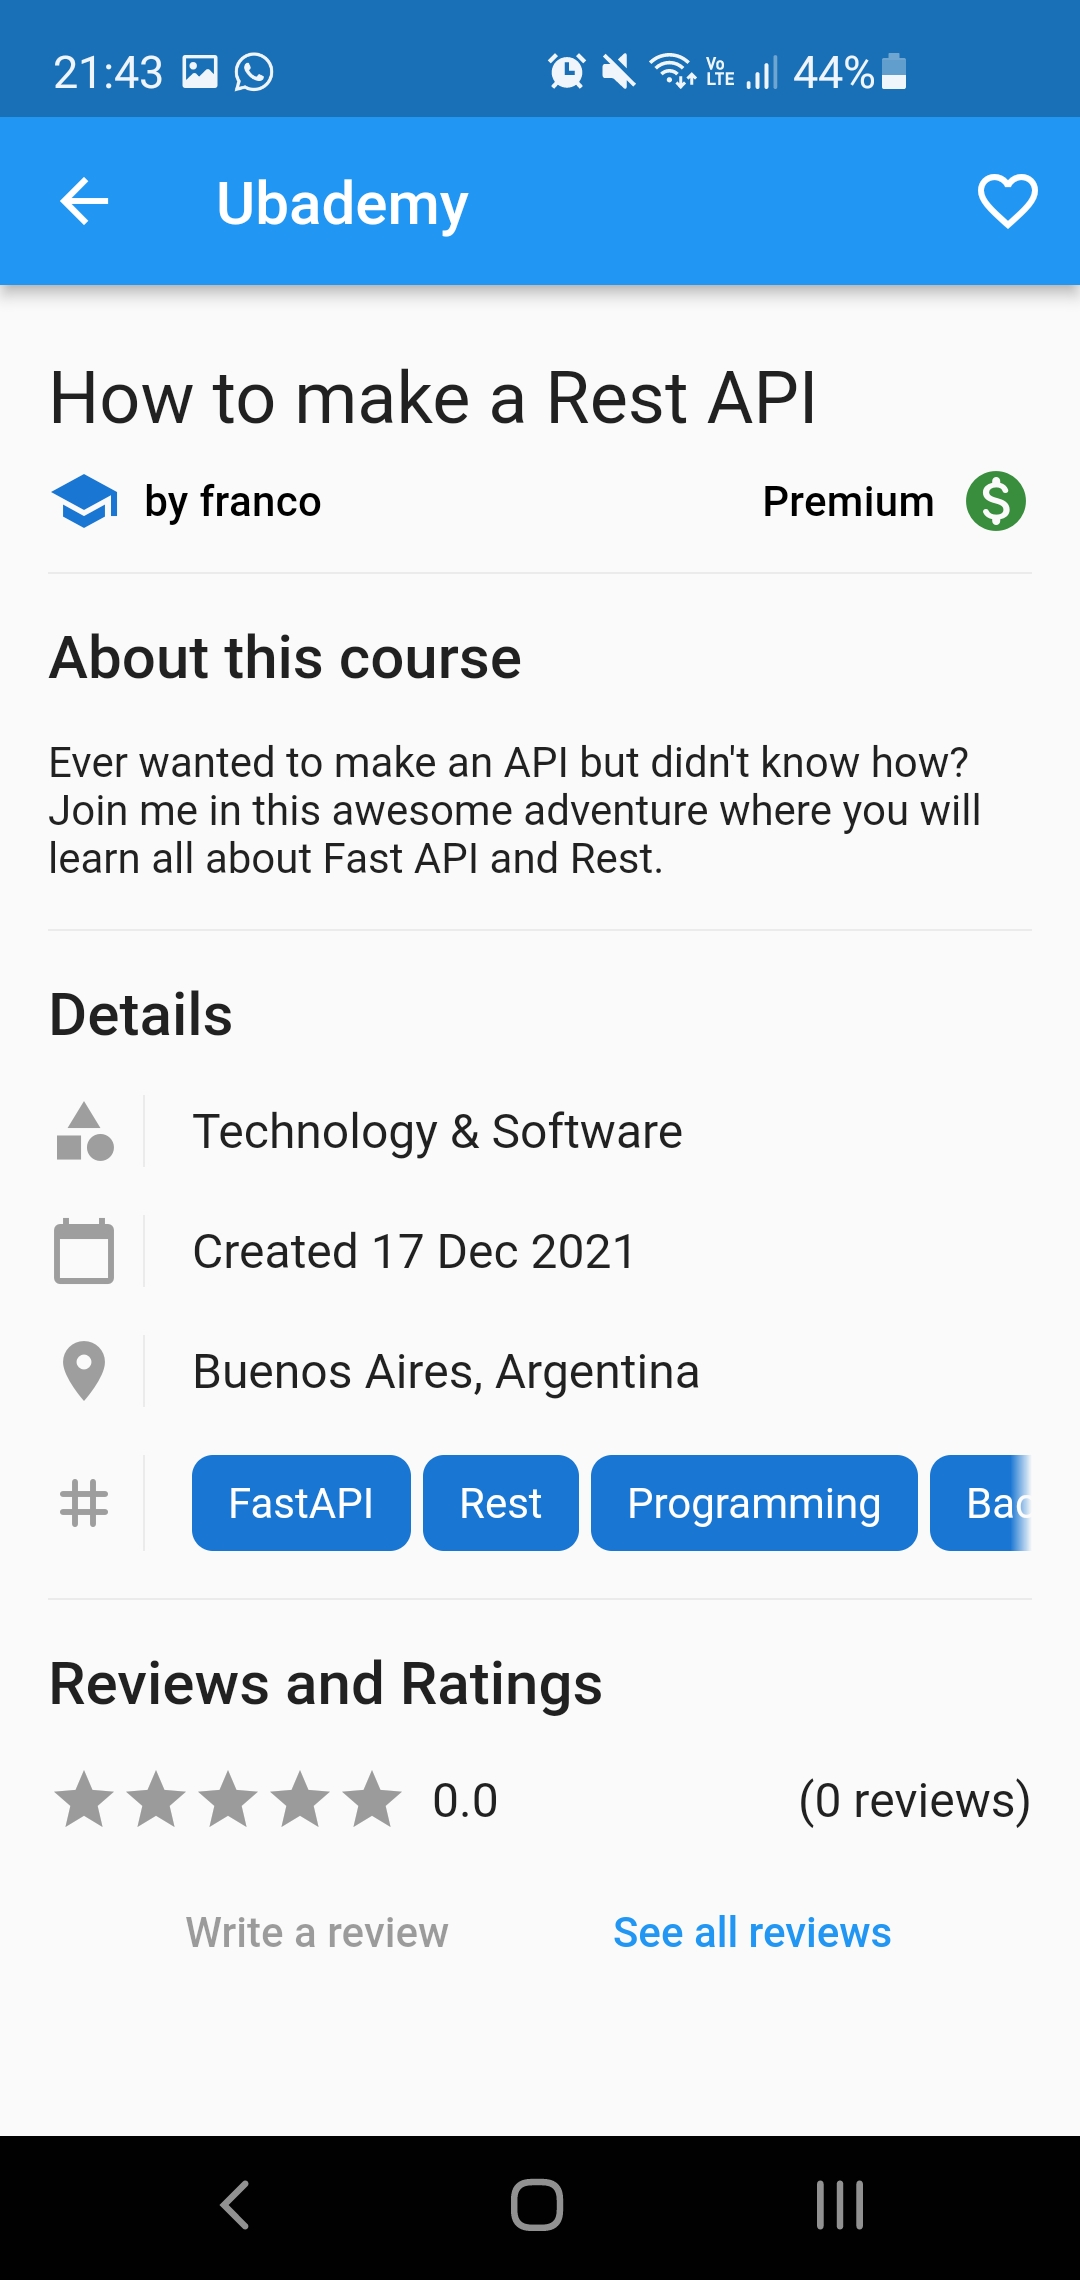 21:43
Vo LTE
44%
Ubademy
How to make a Rest API
by franco
Premium
About this course
Ever wanted to make an API but didn't know how?
Join me in this awesome adventure where you will
learn all about Fast API and Rest.
Details
Technology & Software
Created 17 Dec 2021
Buenos Aires, Argentina
FastAPI Rest Programming Bac
Reviews and Ratings
0.0 (0 reviews)
Write a review See all reviews